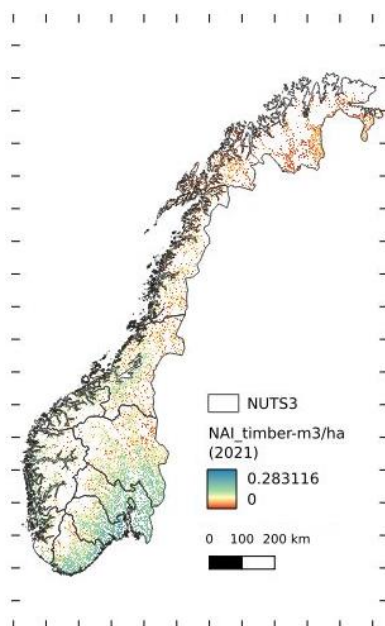 NUTS3
NAI_timber-m3/ha
(2021)
0.283116
0
0 100 200 km